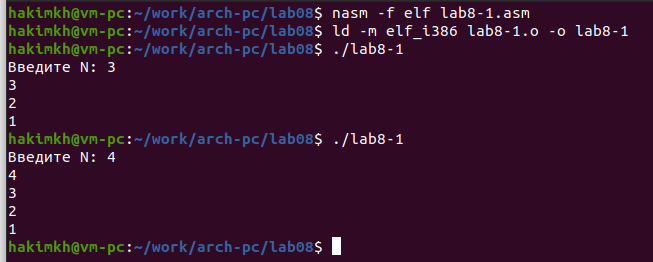 hakimkh@vm-pc:~/work/arch-pc/lab08$ nasm -f elf lab8-1.asm
hakimkh@vm-pc:~/work/arch-pc/lab08$ ld -m elf_i386 lab8-1.o -o lab8-1
hakimkh@vm-pc:~/work/arch-pc/lab08$ ./lab8-1
Введите N: 3
3
2
1
hakimkh@vm-pc:~/work/arch-pc/lab08$ ./lab8-1
Введите N: 4
4
3
2
1
hakimkh@vm-pc:~/work/arch-pc/lab08$